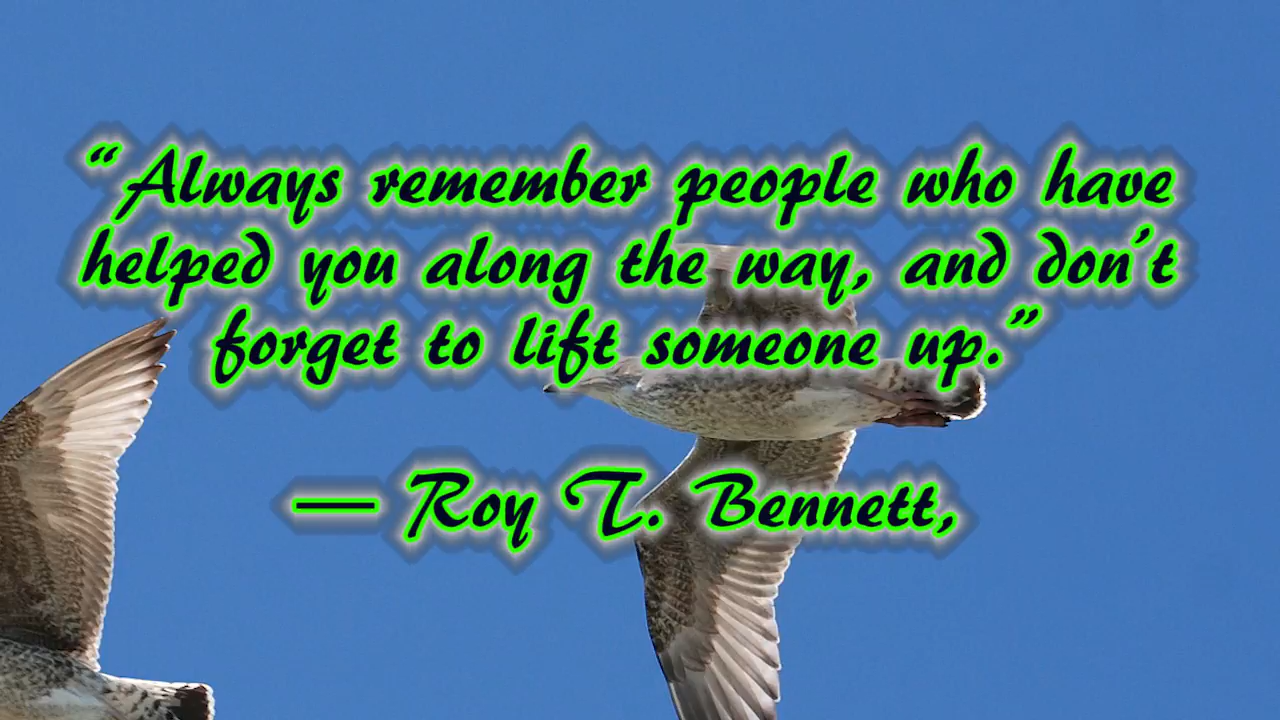 “Always remember people who have
helped you along the way, and don’t
forget to lift someone up.”
— Roy T. Bennett,